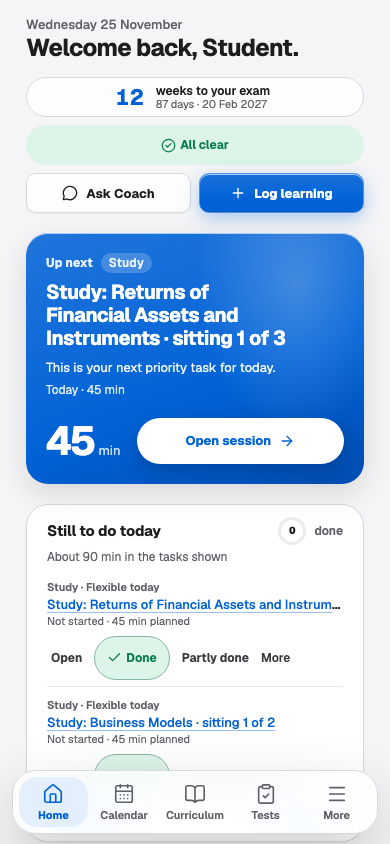 Wednesday 25 November
Welcome back, Student.
12 weeks to your exam
87 days · 20 Feb 2027
All clear
Ask Coach
Log learning
Up next Study
Study: Returns of
Financial Assets and
Instruments · sitting 1 of 3
This is your next priority task for today.
Today · 45 min
45 min
Open session
Still to do today
0 done
About 90 min in the tasks shown
Study · Flexible today
Study: Returns of Financial Assets and Instrum...
Not started · 45 min planned
Open Done Partly done More
Study · Flexible today
Study: Business Models · sitting 1 of 2
Not started · 45 min planned
Home Calendar Curriculum Tests More